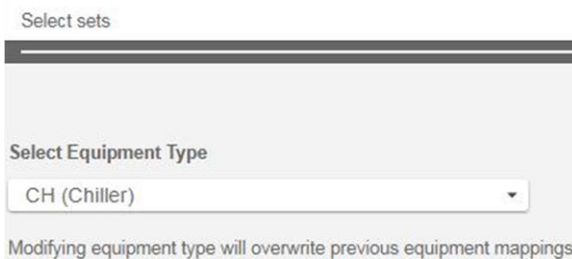 Select sets
Select Equipment Type
CH (Chiller)
Modifying equipment type will overwrite previous equipment mappings